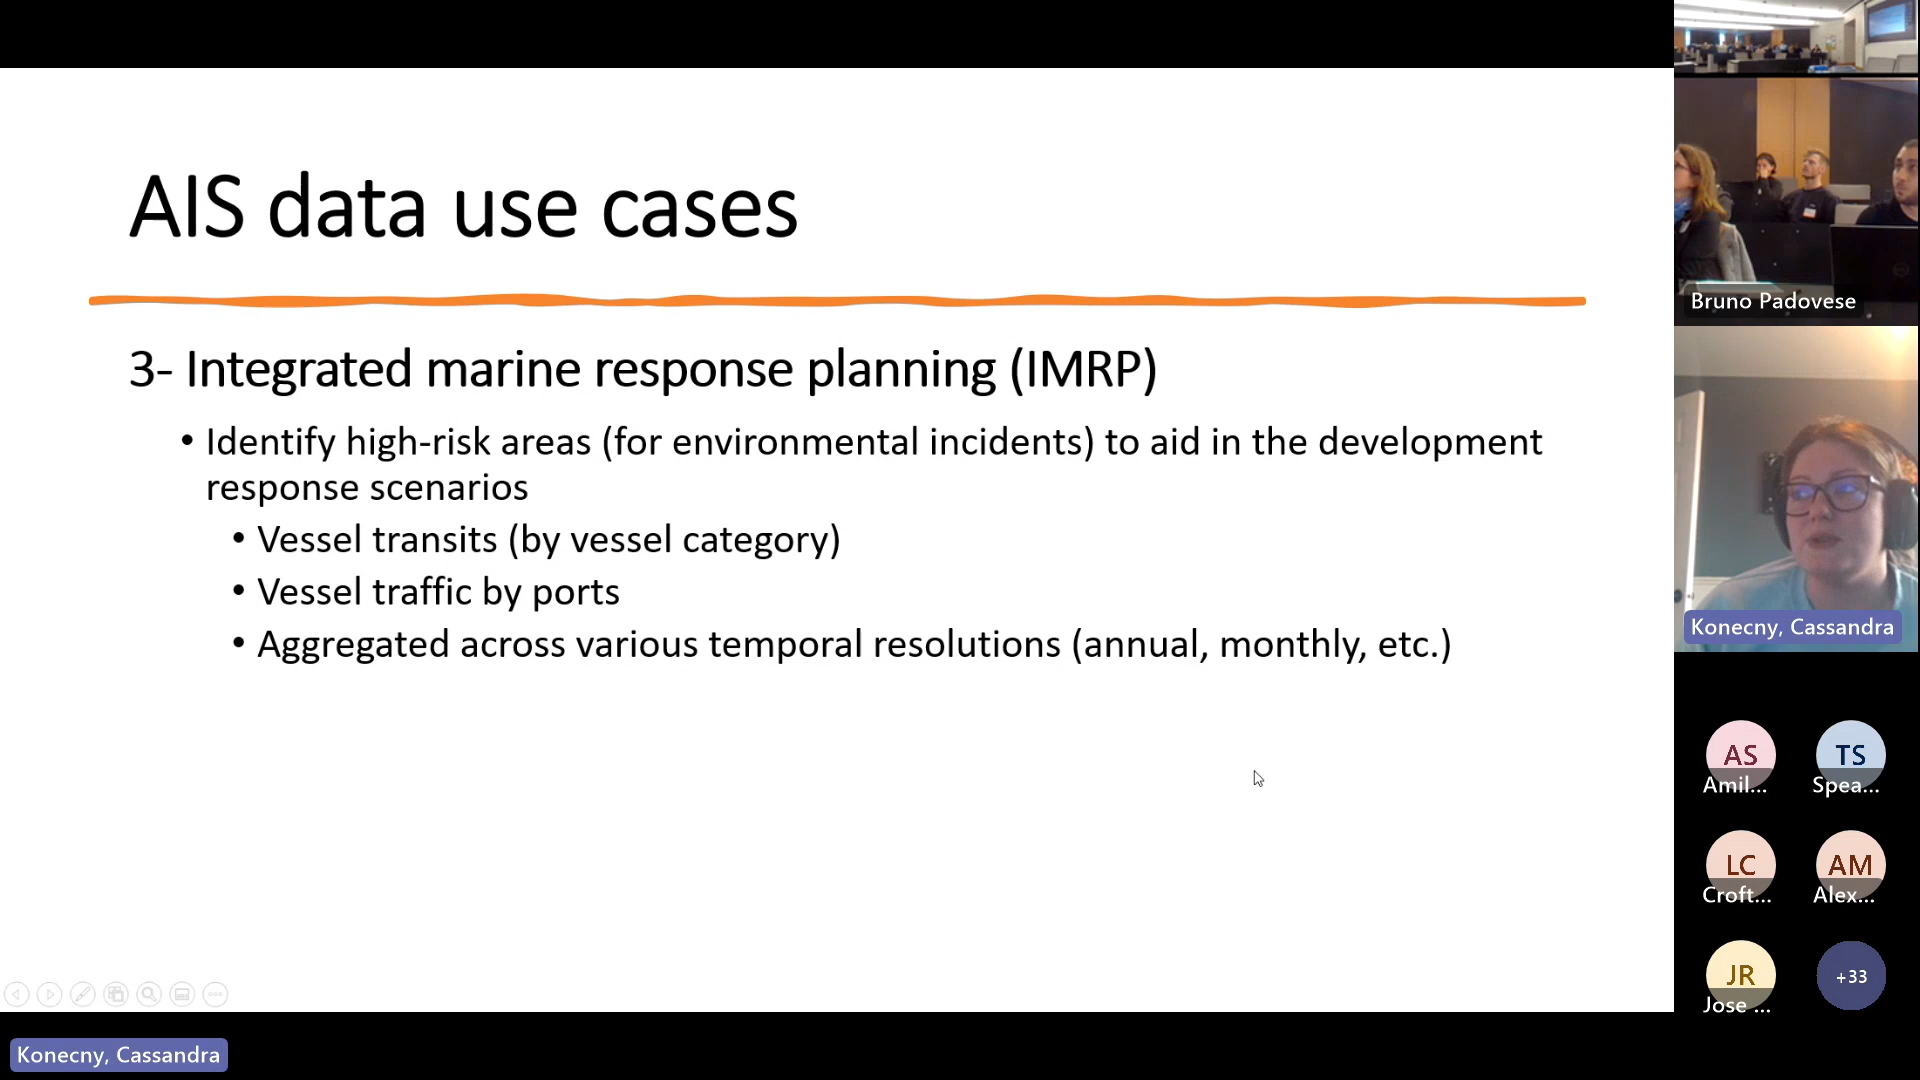 AIS data use cases
3- Integrated marine response planning (IMRP)
• Identify high-risk areas (for environmental incidents) to aid in the development
response scenarios
• Vessel transits (by vessel category)
• Vessel traffic by ports
• Aggregated across various temporal resolutions (annual, monthly, etc.)
Bruno Padovese
Konecny, Cassandra
AS
Amil...
TS
Spea...
LC
Croft...
AM
Alex...
JR
Jose ...
+33
Konecny, Cassandra